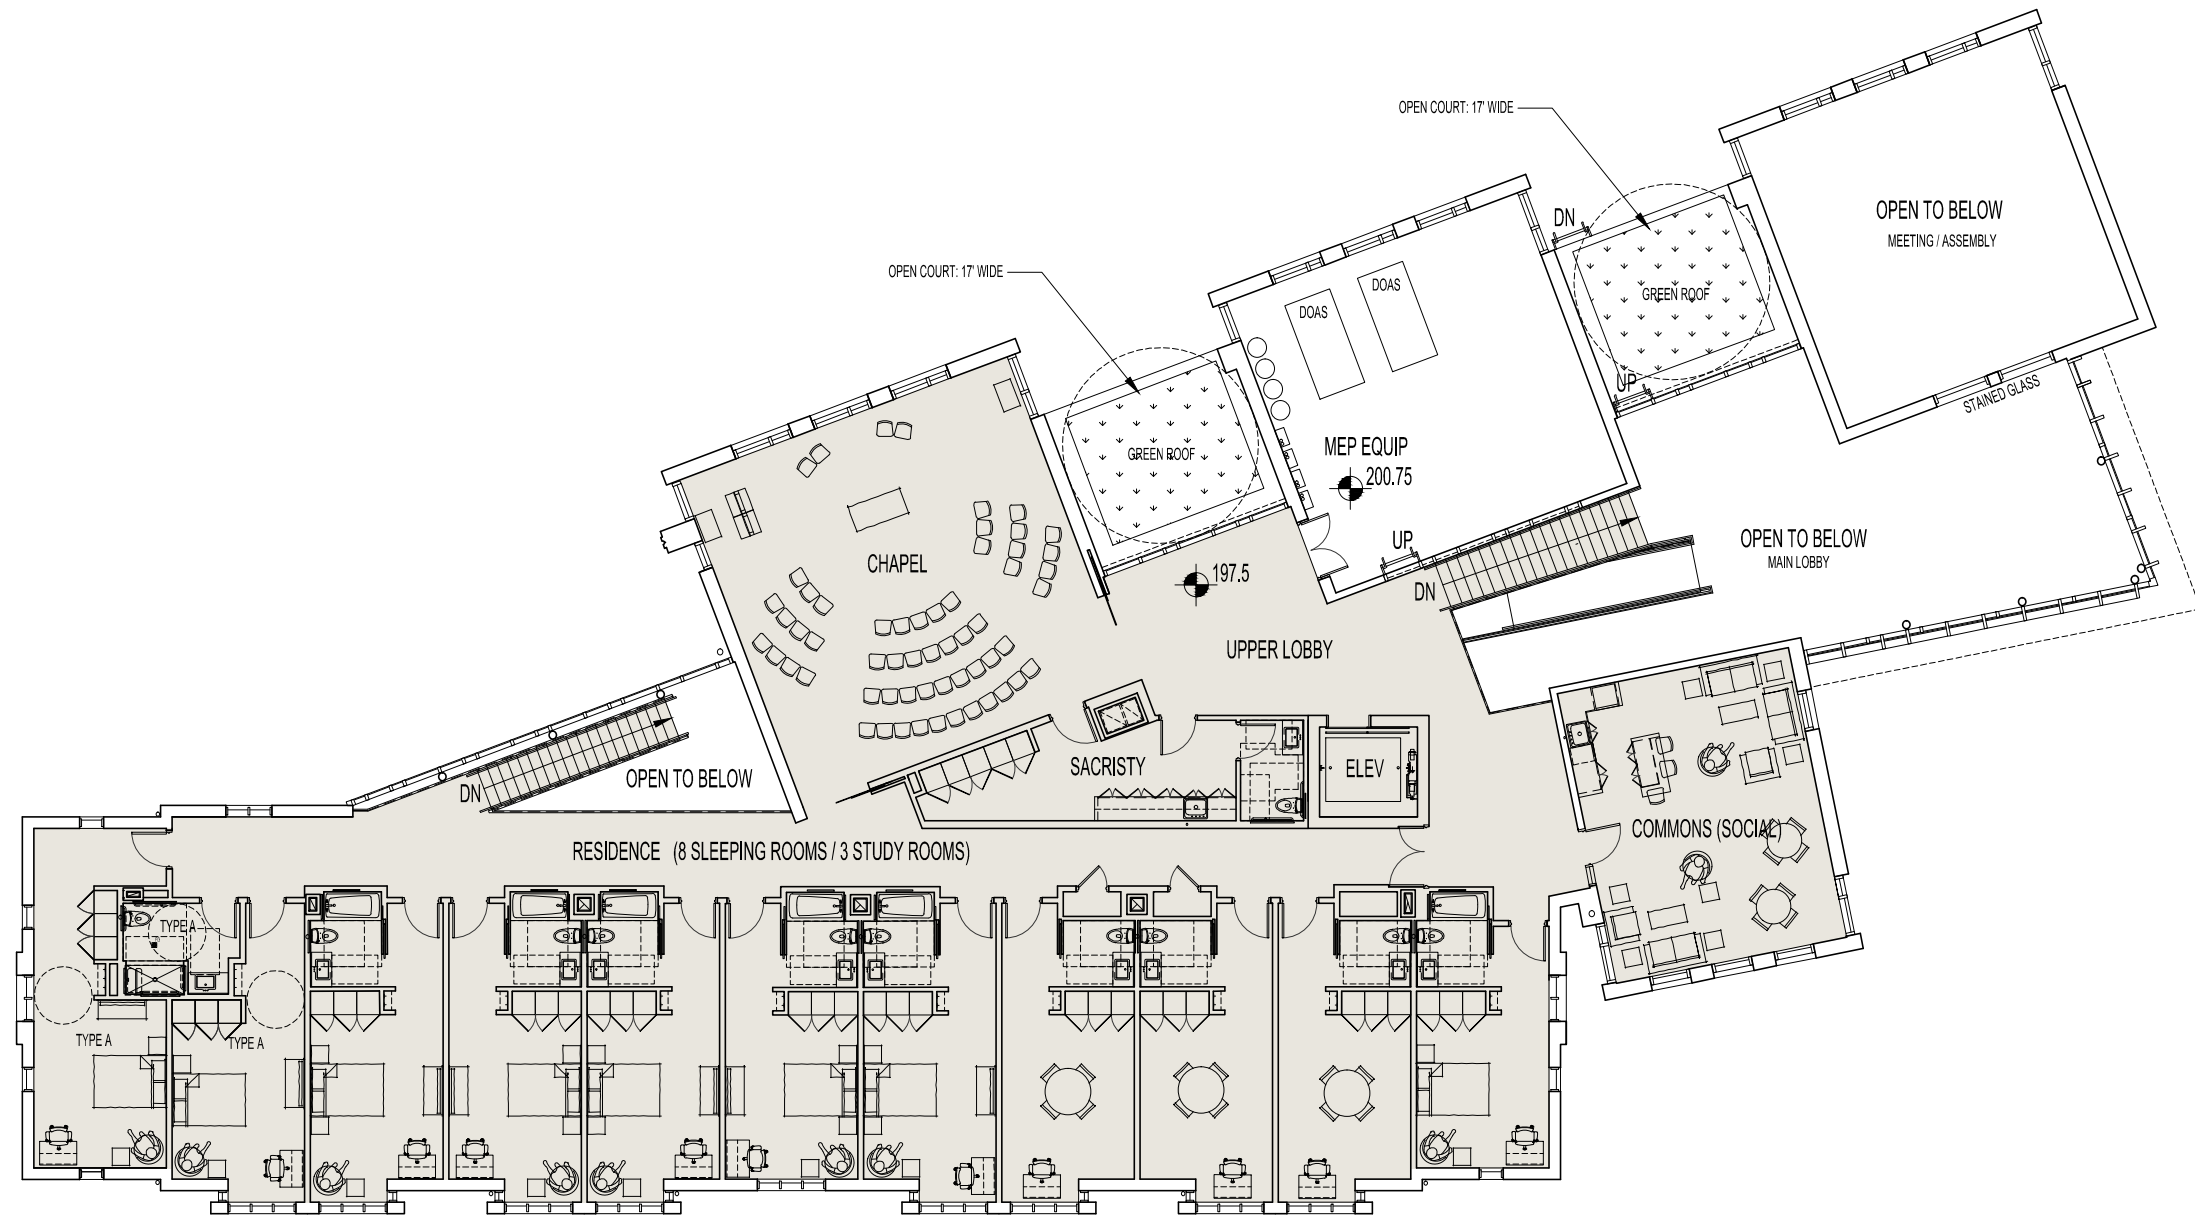 OPEN COURT: 17' WIDE
DN
OPEN TO BELOW
MEETING / ASSEMBLY
OPEN COURT: 17' WIDE
DOAS
DOAS
GREEN ROOF
UP
STAINED GLASS
GREEN ROOF
MEP EQUIP
200.75
UP
OPEN TO BELOW
MAIN LOBBY
CHAPEL
197.5
DN
UPPER LOBBY
SACRISTY
ELEV
OPEN TO BELOW
DN
COMMONS (SOCIAL)
RESIDENCE (8 SLEEPING ROOMS / 3 STUDY ROOMS)
TYPE A
TYPE A
TYPE A